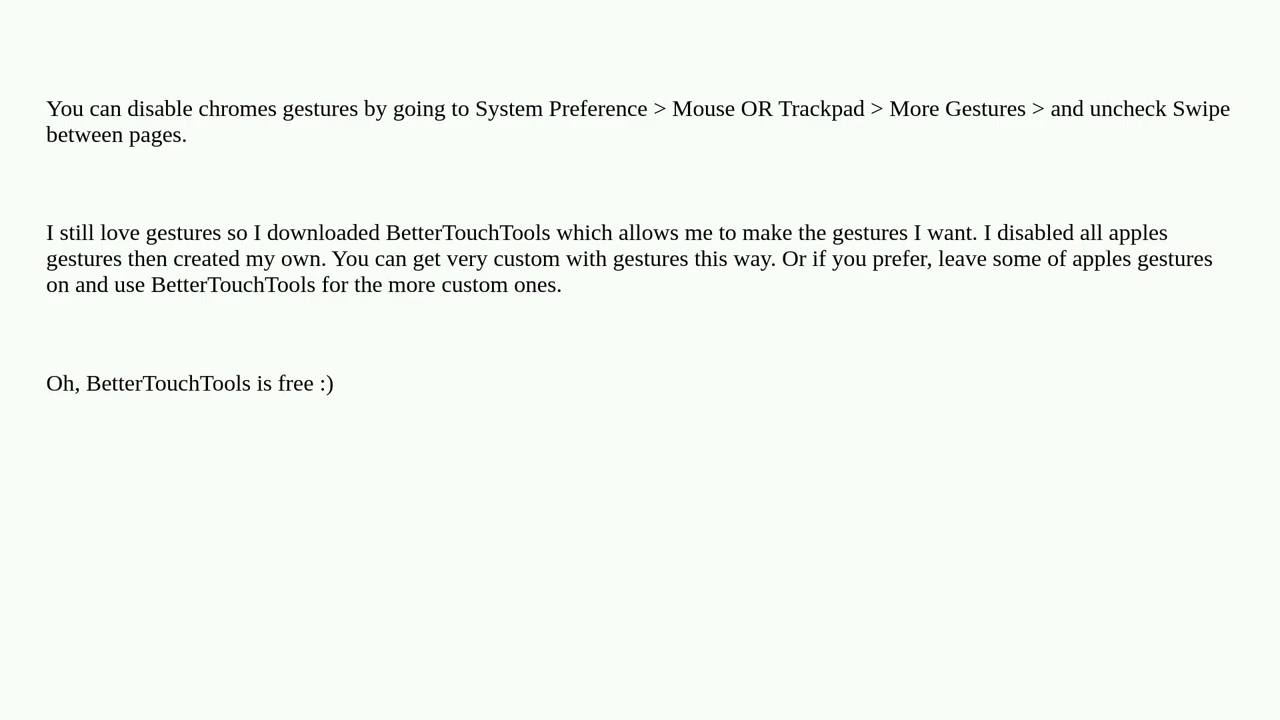 You can disable chromes gestures by going to System Preference > Mouse OR Trackpad > More Gestures > and uncheck Swipe
between pages.
I still love gestures so I downloaded BetterTouchTools which allows me to make the gestures I want. I disabled all apples
gestures then created my own. You can get very custom with gestures this way. Or if you prefer, leave some of apples gestures
on and use BetterTouchTools for the more custom ones.
Oh, BetterTouchTools is free :)